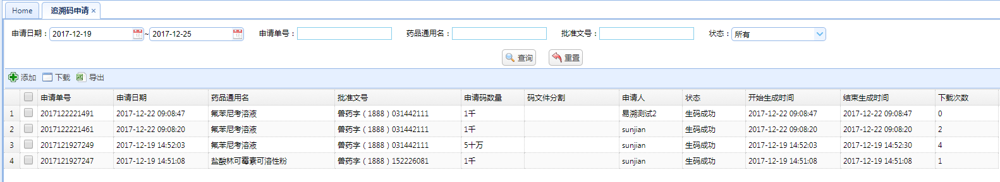 Home 追溯码申请 ×
申请日期： 2017-12-19 ~ 2017-12-25 申请单号： 药品通用名： 批准文号： 状态： 所有
查询 重置
添加 下载 导出
申请单号 申请日期 药品通用名 批准文号 申请码数量 码文件分割 申请人 状态 开始生成时间 结束生成时间 下载次数
1 2017122221491 2017-12-22 09:08:47 氟苯尼考溶液 兽药字（1888）031442111 1千 易溯测试2 生码成功 2017-12-22 09:08:47 2017-12-22 09:08:47 0
2 2017122221461 2017-12-22 09:08:20 氟苯尼考溶液 兽药字（1888）031442111 1千 sunjian 生码成功 2017-12-22 09:08:20 2017-12-22 09:08:20 2
3 2017121927249 2017-12-19 14:52:03 氟苯尼考溶液 兽药字（1888）031442111 5十万 sunjian 生码成功 2017-12-19 14:52:03 2017-12-19 14:52:30 4
4 2017121927247 2017-12-19 14:51:08 盐酸林可霉素可溶性粉 兽药字（1888）152226081 1千 sunjian 生码成功 2017-12-19 14:51:08 2017-12-19 14:51:08 1